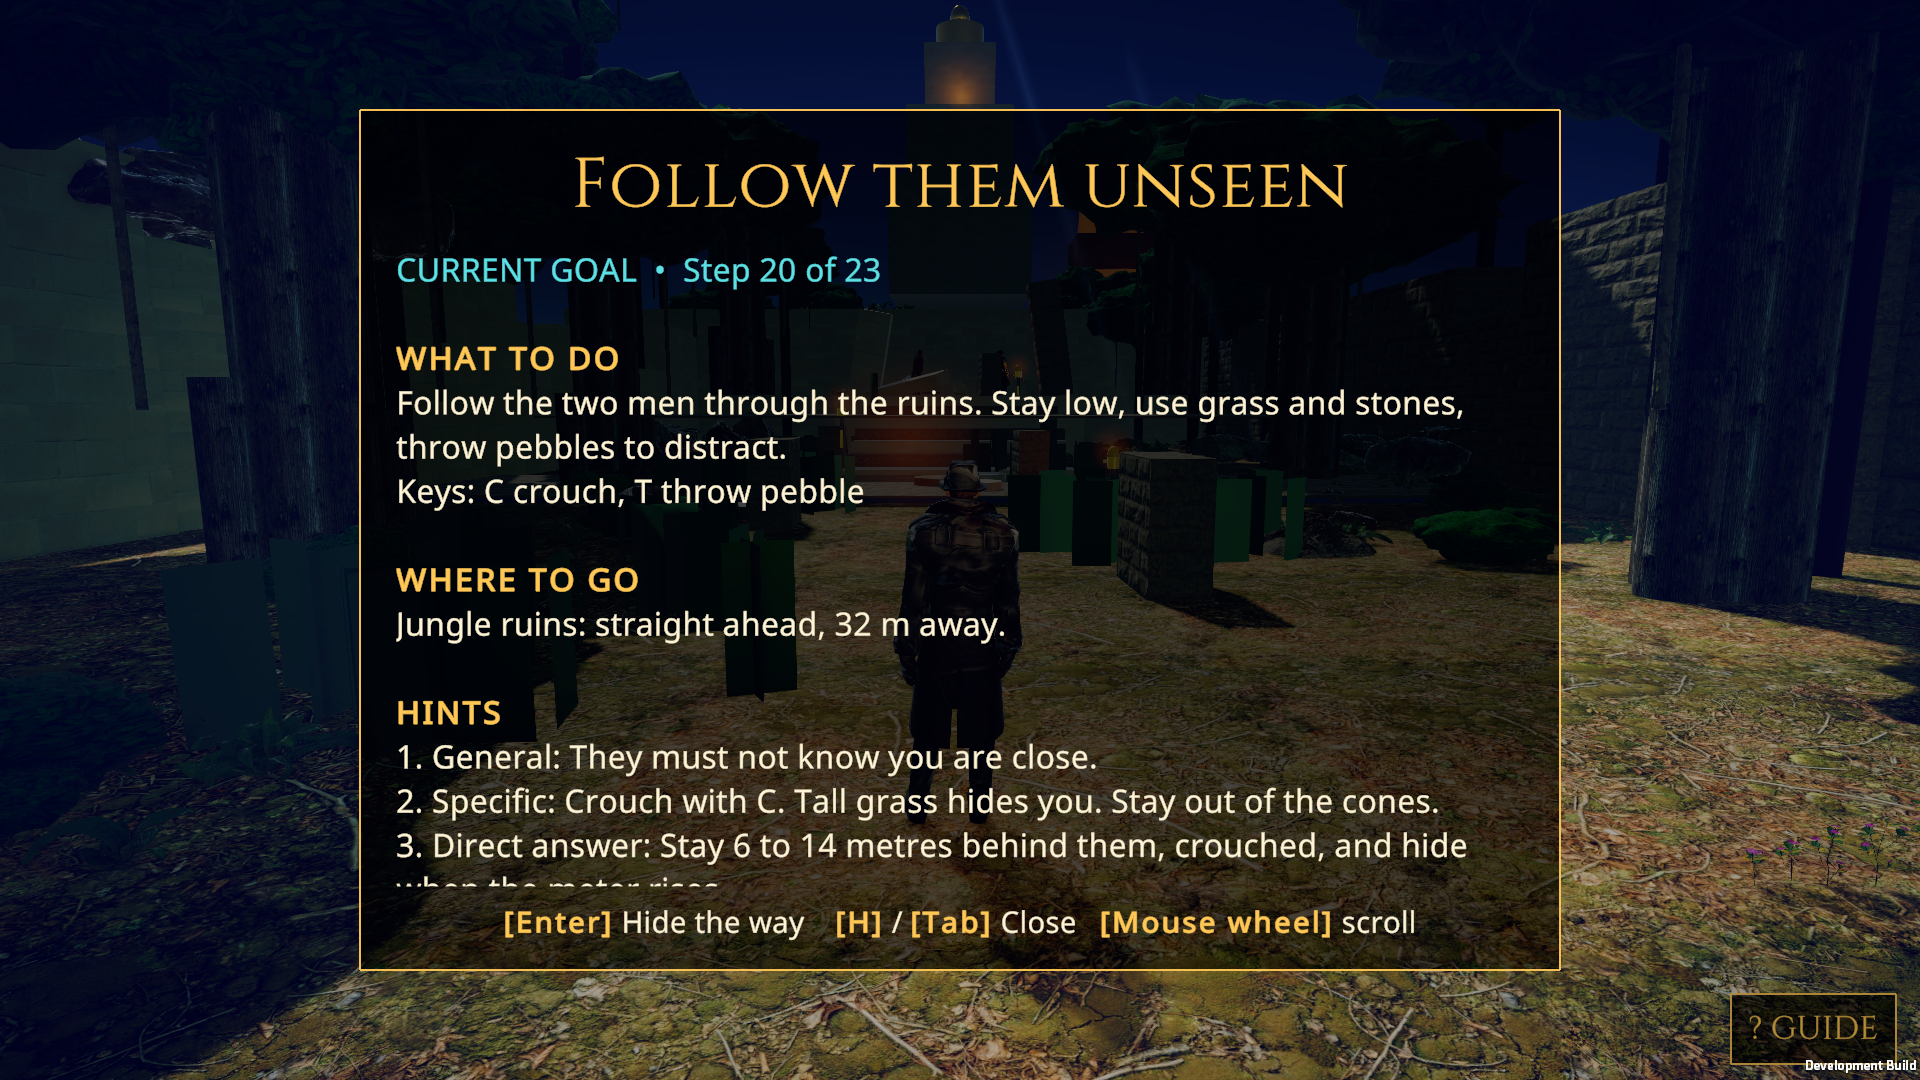 FOLLOW THEM UNSEEN
CURRENT GOAL • Step 20 of 23
WHAT TO DO
Follow the two men through the ruins. Stay low, use grass and stones,
throw pebbles to distract.
Keys: C crouch, T throw pebble
WHERE TO GO
Jungle ruins: straight ahead, 32 m away.
HINTS
1. General: They must not know you are close.
2. Specific: Crouch with C. Tall grass hides you. Stay out of the cones.
3. Direct answer: Stay 6 to 14 metres behind them, crouched, and hide
when the meter rises.
[Enter] Hide the way [H] / [Tab] Close [Mouse wheel] scroll
? GUIDE
Development Build